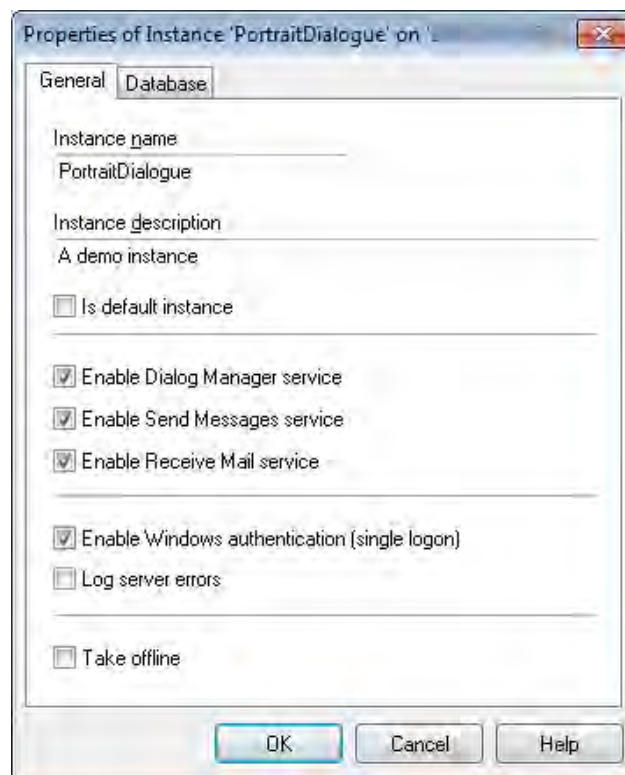 Properties of Instance 'PortraitDialogue' on '.
General
Database
Instance name
PortraitDialogue
Instance description
A demo instance
Is default instance
Enable Dialog Manager service
Enable Send Messages service
Enable Receive Mail service
Enable Windows authentication (single logon)
Log server errors
Take offline
OK
Cancel
Help